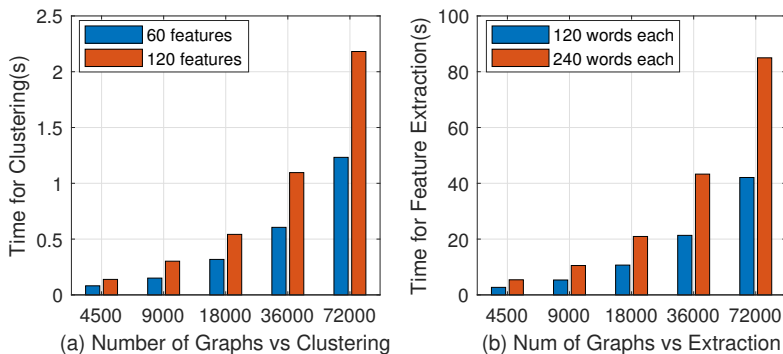 Time for Clustering(s)
2.5
2
1.5
1
0.5
0
60 features
120 features
4500 9000 18000 36000 72000
(a) Number of Graphs vs Clustering
Time for Feature Extraction(s)
100
80
60
40
20
0
120 words each
240 words each
4500 9000 18000 36000 72000
(b) Num of Graphs vs Extraction